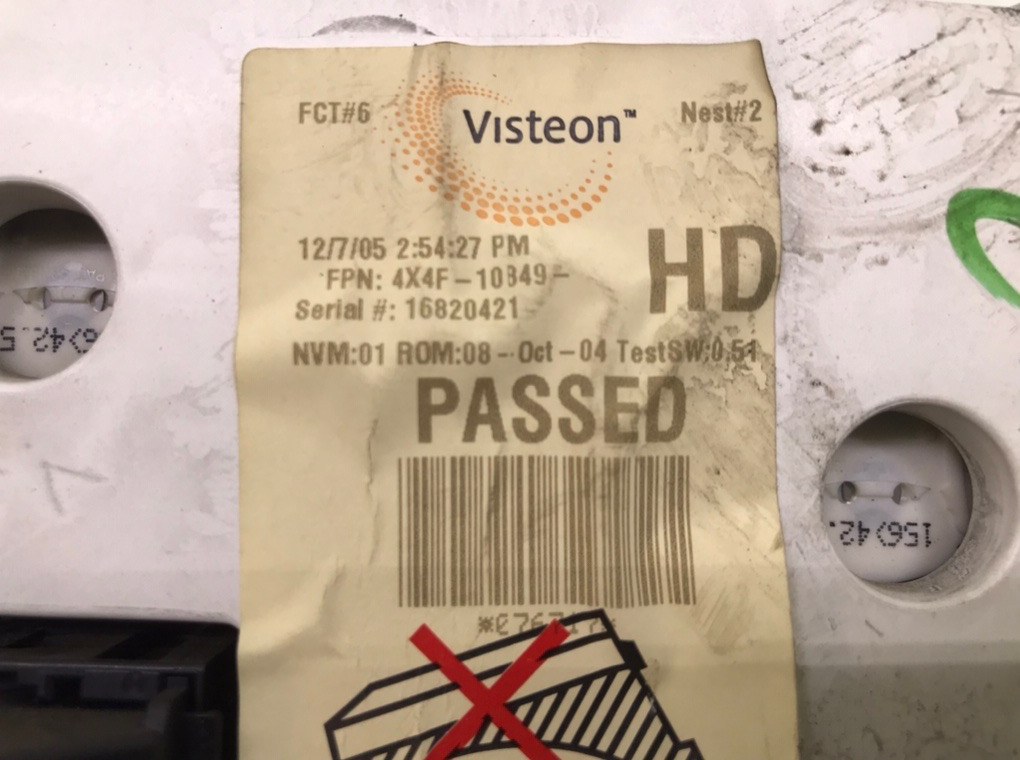 FCT#6 Visteon™ Nest#2
12/7/05 2:54:27 PM HD
FPN: 4X4F-10849-
Serial #: 16820421-
NVM:01 ROM:08-Oct-04 TestSW:0.51
PASSED
156>42.